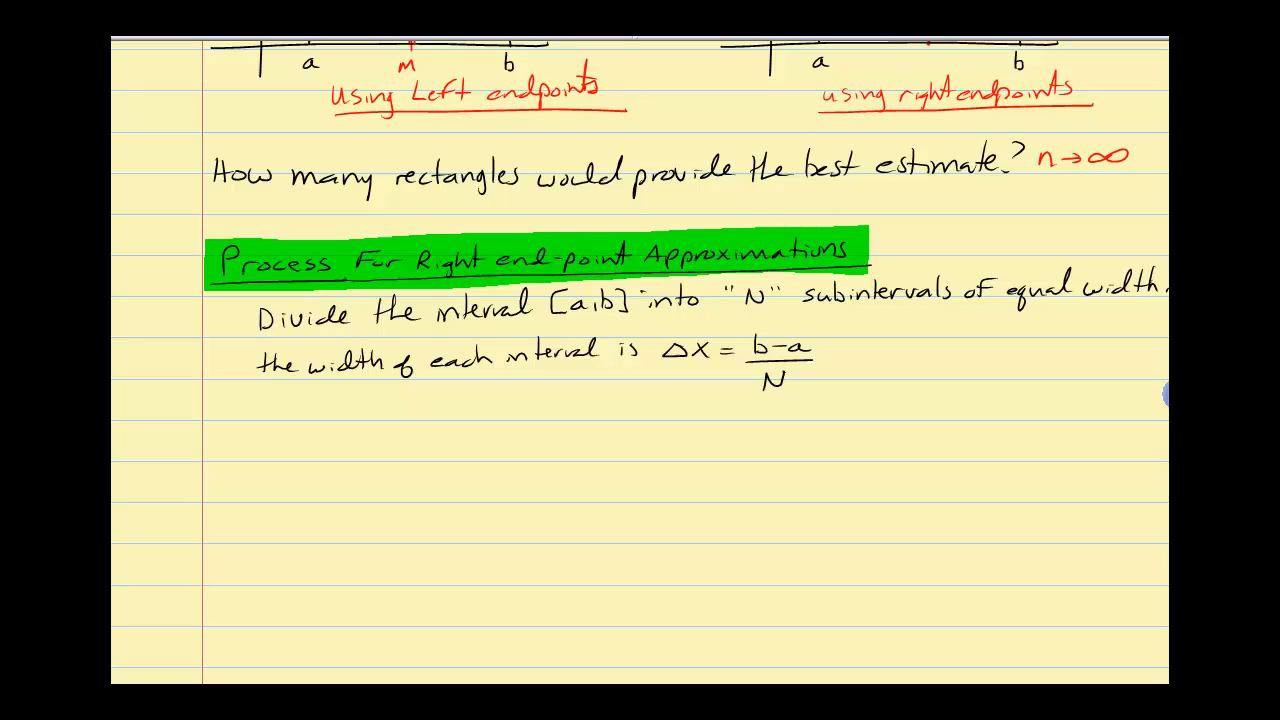 a m b a b
Using Left endpoints using right endpoints
How many rectangles would provide the best estimate? n→∞
Process For Right end-point Approximations
Divide the interval [a,b] into "N" subintervals of equal width.
the width of each interval is Δx = b-a
N